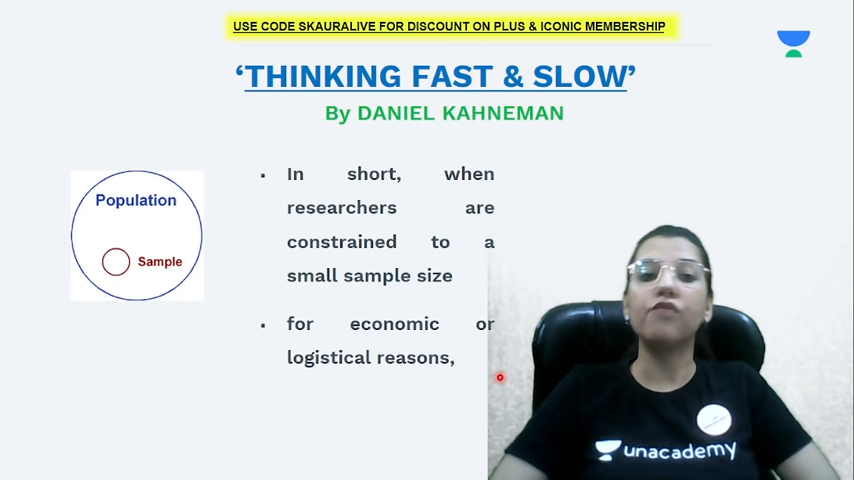 USE CODE SKAURALIVE FOR DISCOUNT ON PLUS & ICONIC MEMBERSHIP
‘THINKING FAST & SLOW’
By DANIEL KAHNEMAN
Population
Sample
▪ In short, when
researchers are
constrained to a
small sample size
▪ for economic or
logistical reasons,
unacademy